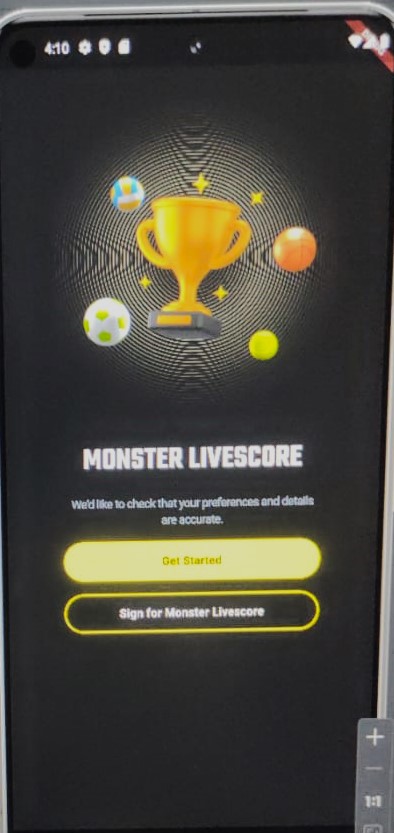 4:10
MONSTER LIVESCORE
We'd like to check that your preferences and details
are accurate.
Get Started
Sign for Monster Livescore
1:1